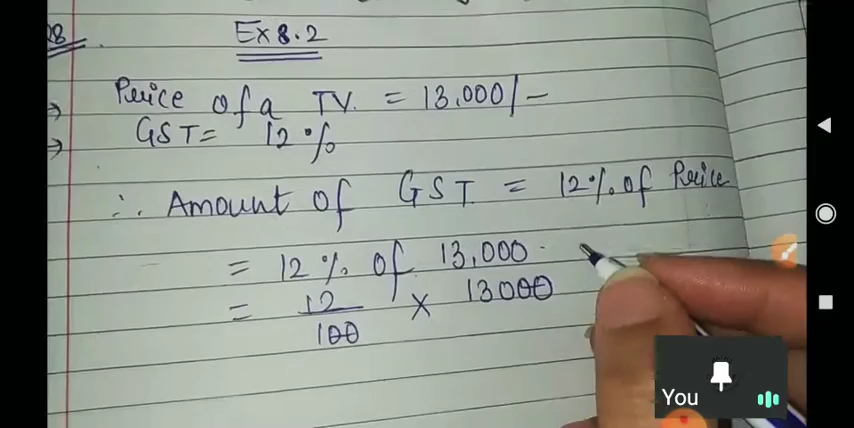 Ex 8.2
Price of a TV. = 13,000/-
GST = 12%
∴ Amount of GST = 12% of Price
= 12% of 13,000
= 12/100 × 13000
You